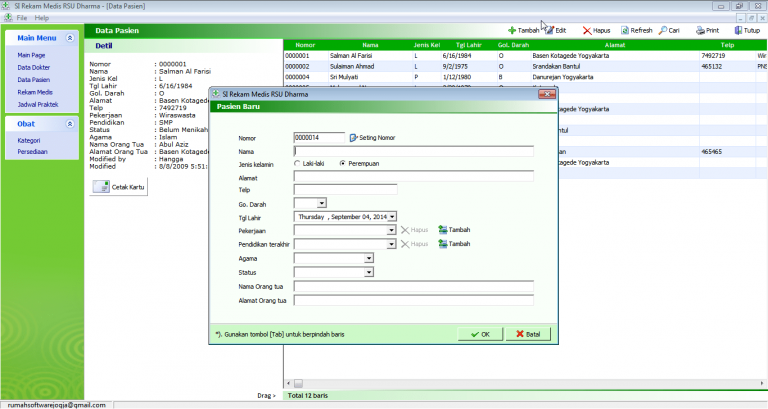 SI Rekam Medis RSU Dharma - [Data Pasien]
File Help
Main Menu
Main Page
Data Dokter
Data Pasien
Rekam Medis
Jadwal Praktek
Obat
Kategori
Persediaan
Data Pasien
Tambah Edit Hapus Refresh Cari Print Tutup
Detil
Nomor : 0000001
Nama : Salman Al Farisi
Jenis Kel : L
Tgl Lahir : 6/16/1984
Gol. Darah : O
Alamat : Basen Kotagede
Telp : 7492719
Pekerjaan : Wiraswasta
Pendidikan : SMP
Status : Belum Menikah
Agama : Islam
Nama Orang Tua : Abul Aziz
Alamat Orang Tua : Basen Kotagede
Modified by : Hangga
Modified : 8/8/2009 5:51:
Cetak Kartu
Nomor Nama Jenis Kel Tgl Lahir Gol. Darah Alamat Telp
0000001 Salman Al Farisi L 6/16/1984 O Basen Kotagede Yogyakarta 7492719
0000002 Sulaiman Ahmad L 9/2/1975 O Srandakan Bantul 465132 PNS
0000004 Sri Mulyati P 1/12/1980 B Danurejan Yogyakarta
tagede Yogyakarta
ntul
an 465465
tagede Yogyakarta
SI Rekam Medis RSU Dharma
Pasien Baru
Nomor 0000014 Seting Nomor
Nama
Jenis kelamin Laki-laki Perempuan
Alamat
Telp
Go. Darah
Tgl Lahir Thursday , September 04, 2014
Pekerjaan Hapus Tambah
Pendidikan terakhir Hapus Tambah
Agama
Status
Nama Orang tua
Alamat Orang tua
*). Gunakan tombol [Tab] untuk berpindah baris
OK Batal
Drag > Total 12 baris
rumahsoftwarejogja@gmail.com